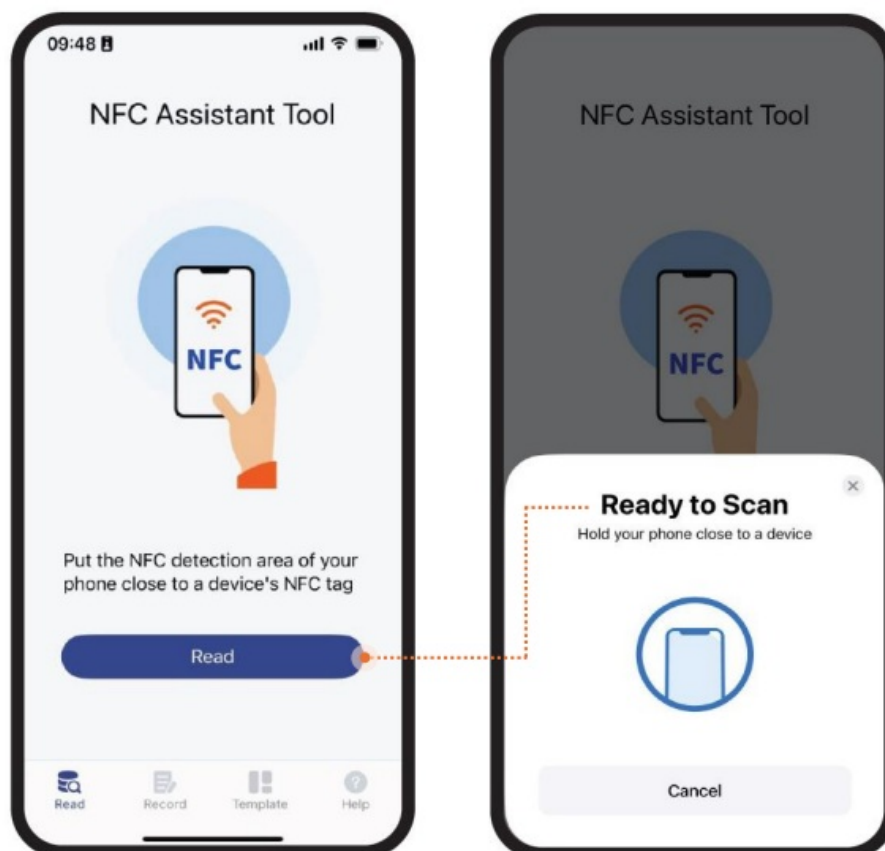 09:48
NFC Assistant Tool
NFC
Put the NFC detection area of your
phone close to a device's NFC tag
Read
Read
Record
Template
Help
NFC Assistant Tool
NFC
Ready to Scan
Hold your phone close to a device
Cancel